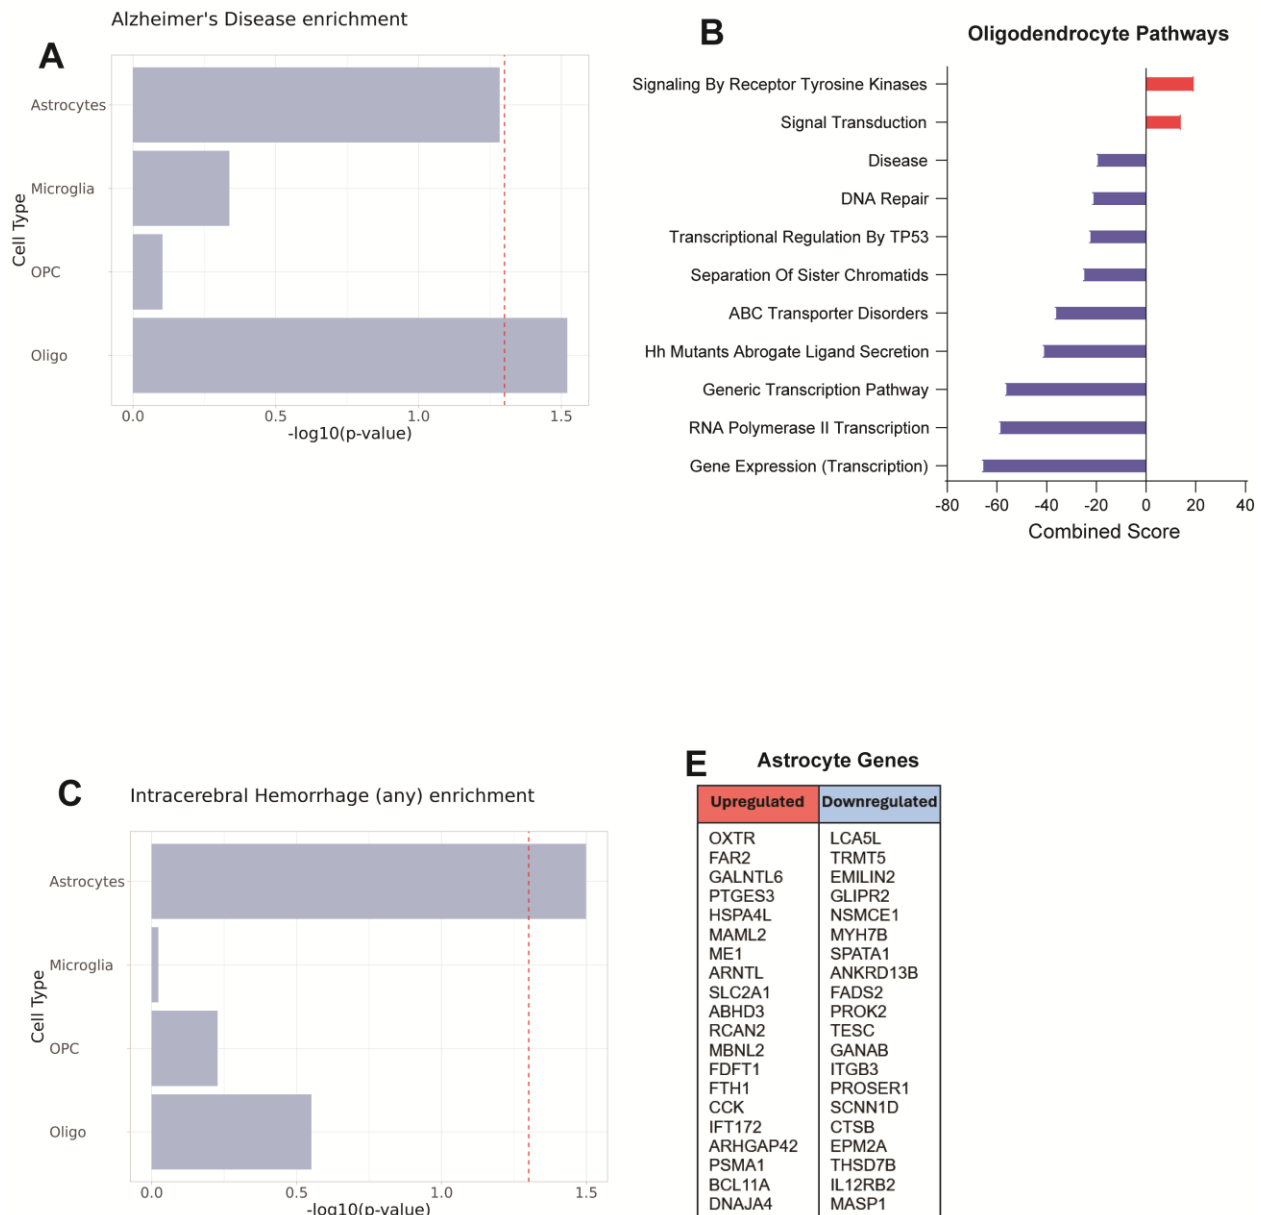 Alzheimer's Disease enrichment
A
Cell Type
Astrocytes
Microglia
OPC
Oligo
0.0 0.5 1.0 1.5
-log10(p-value)
B
Oligodendrocyte Pathways
Signaling By Receptor Tyrosine Kinases
Signal Transduction
Disease
DNA Repair
Transcriptional Regulation By TP53
Separation Of Sister Chromatids
ABC Transporter Disorders
Hh Mutants Abrogate Ligand Secretion
Generic Transcription Pathway
RNA Polymerase II Transcription
Gene Expression (Transcription)
-80 -60 -40 -20 0 20 40
Combined Score
C
Intracerebral Hemorrhage (any) enrichment
Cell Type
Astrocytes
Microglia
OPC
Oligo
0.0 0.5 1.0 1.5
-log10(p-value)
E
Astrocyte Genes
Upregulated Downregulated
OXTR LCA5L
FAR2 TRMT5
GALNTL6 EMILIN2
PTGES3 GLIPR2
HSPA4L NSMCE1
MAML2 MYH7B
ME1 SPATA1
ARNTL ANKRD13B
SLC2A1 FADS2
ABHD3 PROK2
RCAN2 TESC
MBNL2 GANAB
FDFT1 ITGB3
FTH1 PROSER1
CCK SCNN1D
IFT172 CTSB
ARHGAP42 EPM2A
PSMA1 THSD7B
BCL11A IL12RB2
DNAJA4 MASP1